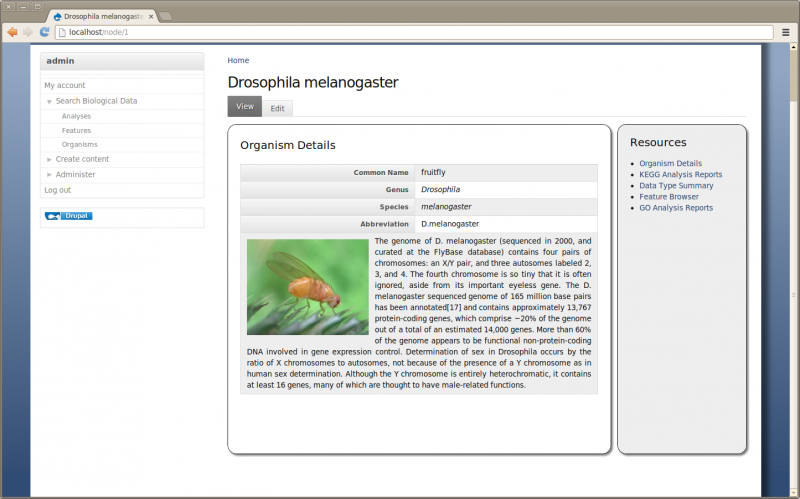 Drosophila melanogaste
localhost/node/1
admin
My account
Search Biological Data
Analyses
Features
Organisms
Create content
Administer
Log out
Drupal
Home
Drosophila melanogaster
View
Edit
Organism Details
Common Name fruitfly
Genus Drosophila
Species melanogaster
Abbreviation D.melanogaster
The genome of D. melanogaster (sequenced in 2000, and
curated at the FlyBase database) contains four pairs of
chromosomes: an X/Y pair, and three autosomes labeled 2,
3, and 4. The fourth chromosome is so tiny that it is often
ignored, aside from its important eyeless gene. The D.
melanogaster sequenced genome of 165 million base pairs
has been annotated[17] and contains approximately 13,767
protein-coding genes, which comprise ~20% of the genome
out of a total of an estimated 14,000 genes. More than 60%
of the genome appears to be functional non-protein-coding
DNA involved in gene expression control. Determination of sex in Drosophila occurs by the
ratio of X chromosomes to autosomes, not because of the presence of a Y chromosome as in
human sex determination. Although the Y chromosome is entirely heterochromatic, it contains
at least 16 genes, many of which are thought to have male-related functions.
Resources
Organism Details
KEGG Analysis Reports
Data Type Summary
Feature Browser
GO Analysis Reports